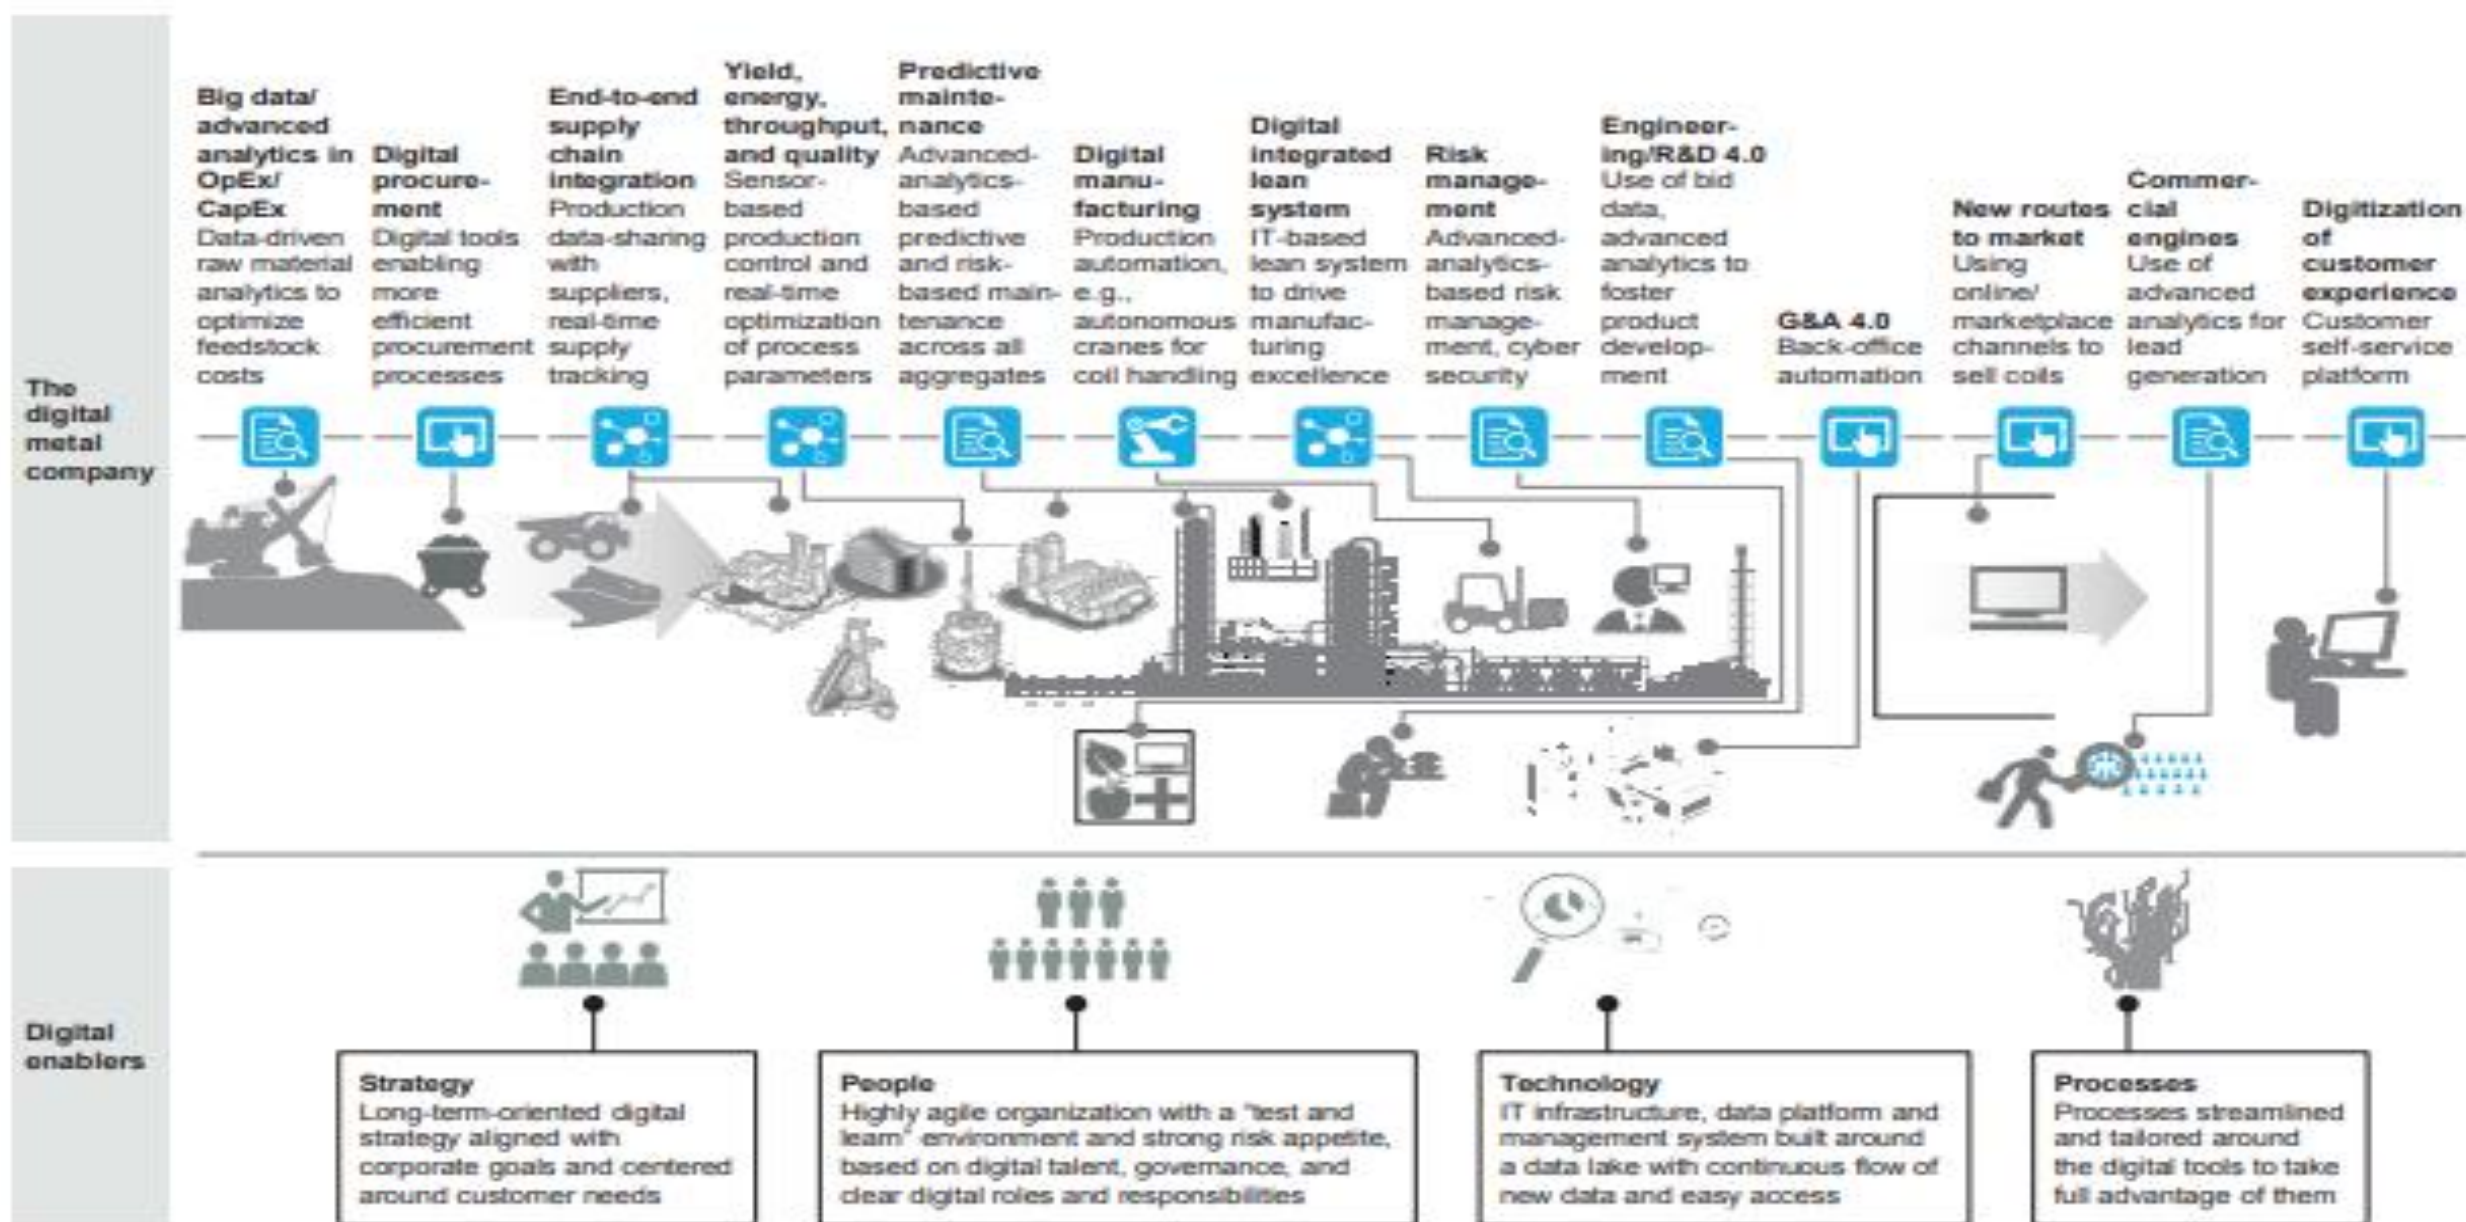 The
digital
metal
company
Big data/
advanced
analytics in
OpEx/
CapEx
Data-driven
raw material
analytics to
optimize
feedstock
costs
Digital
procure-
ment
Digital tools
enabling
more
efficient
procurement
processes
End-to-end
supply
chain
integration
Production
data-sharing
with
suppliers,
real-time
supply
tracking
Yield,
energy,
throughput,
and quality
Sensor-
based
production
control and
real-time
optimization
of process
parameters
Predictive
mainte-
nance
Advanced-
analytics-
based
predictive
and risk-
based main-
tenance
across all
aggregates
Digital
manu-
facturing
Production
automation,
e.g.,
autonomous
cranes for
coil handling
Digital
integrated
lean
system
IT-based
lean system
to drive
manufac-
turing
excellence
Risk
manage-
ment
Advanced-
analytics-
based risk
manage-
ment, cyber
security
Engineer-
ing/R&D 4.0
Use of bid
data,
advanced
analytics to
foster
product
develop-
ment
G&A 4.0
Back-office
automation
New routes
to market
Using
online/
marketplace
channels to
sell coils
Commer-
cial
engines
Use of
advanced
analytics for
lead
generation
Digitization
of
customer
experience
Customer
self-service
platform
Digital
enablers
Strategy
Long-term-oriented digital
strategy aligned with
corporate goals and centered
around customer needs
People
Highly agile organization with a "test and
learn" environment and strong risk appetite,
based on digital talent, governance, and
clear digital roles and responsibilities
Technology
IT infrastructure, data platform and
management system built around
a data lake with continuous flow of
new data and easy access
Processes
Processes streamlined
and tailored around
the digital tools to take
full advantage of them